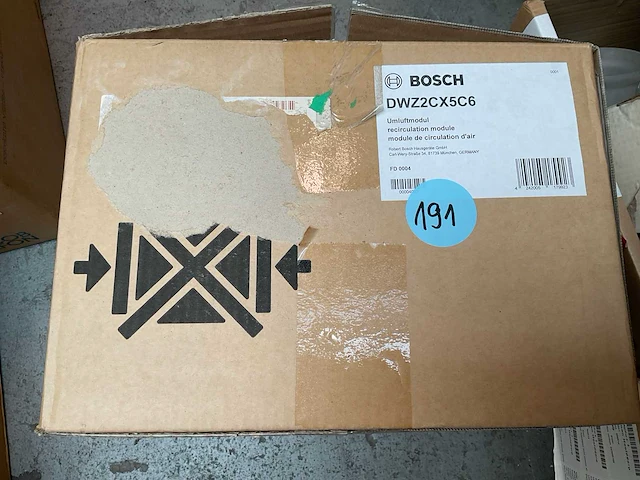 BOSCH
0001
DWZ2CX5C6
Umluftmodul
recirculation module
module de circulation d'air
Robert Bosch Hausgeräte GmbH
Carl-Wery-Straße 34, 81739 München, GERMANY
FD 0004
191